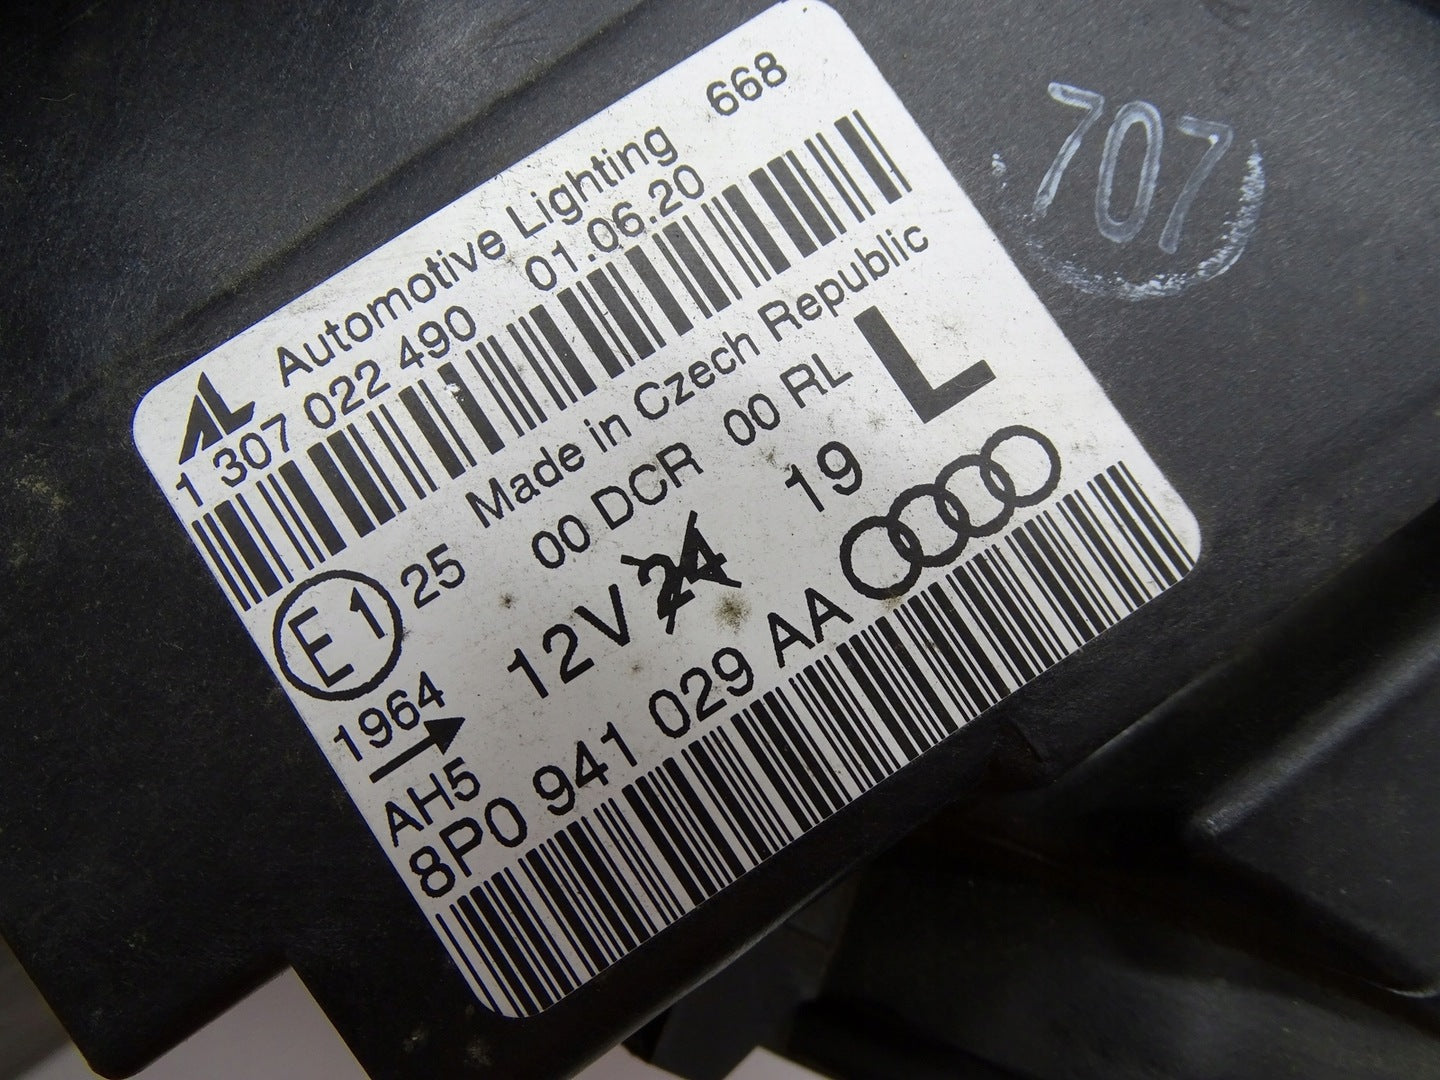 AL Automotive Lighting 668
1 307 022 490 01.06.20
Made in Czech Republic
E1 25 00 DCR 00 RL L
1964 12V 24 19
AH5
8P0 941 029 AA
707